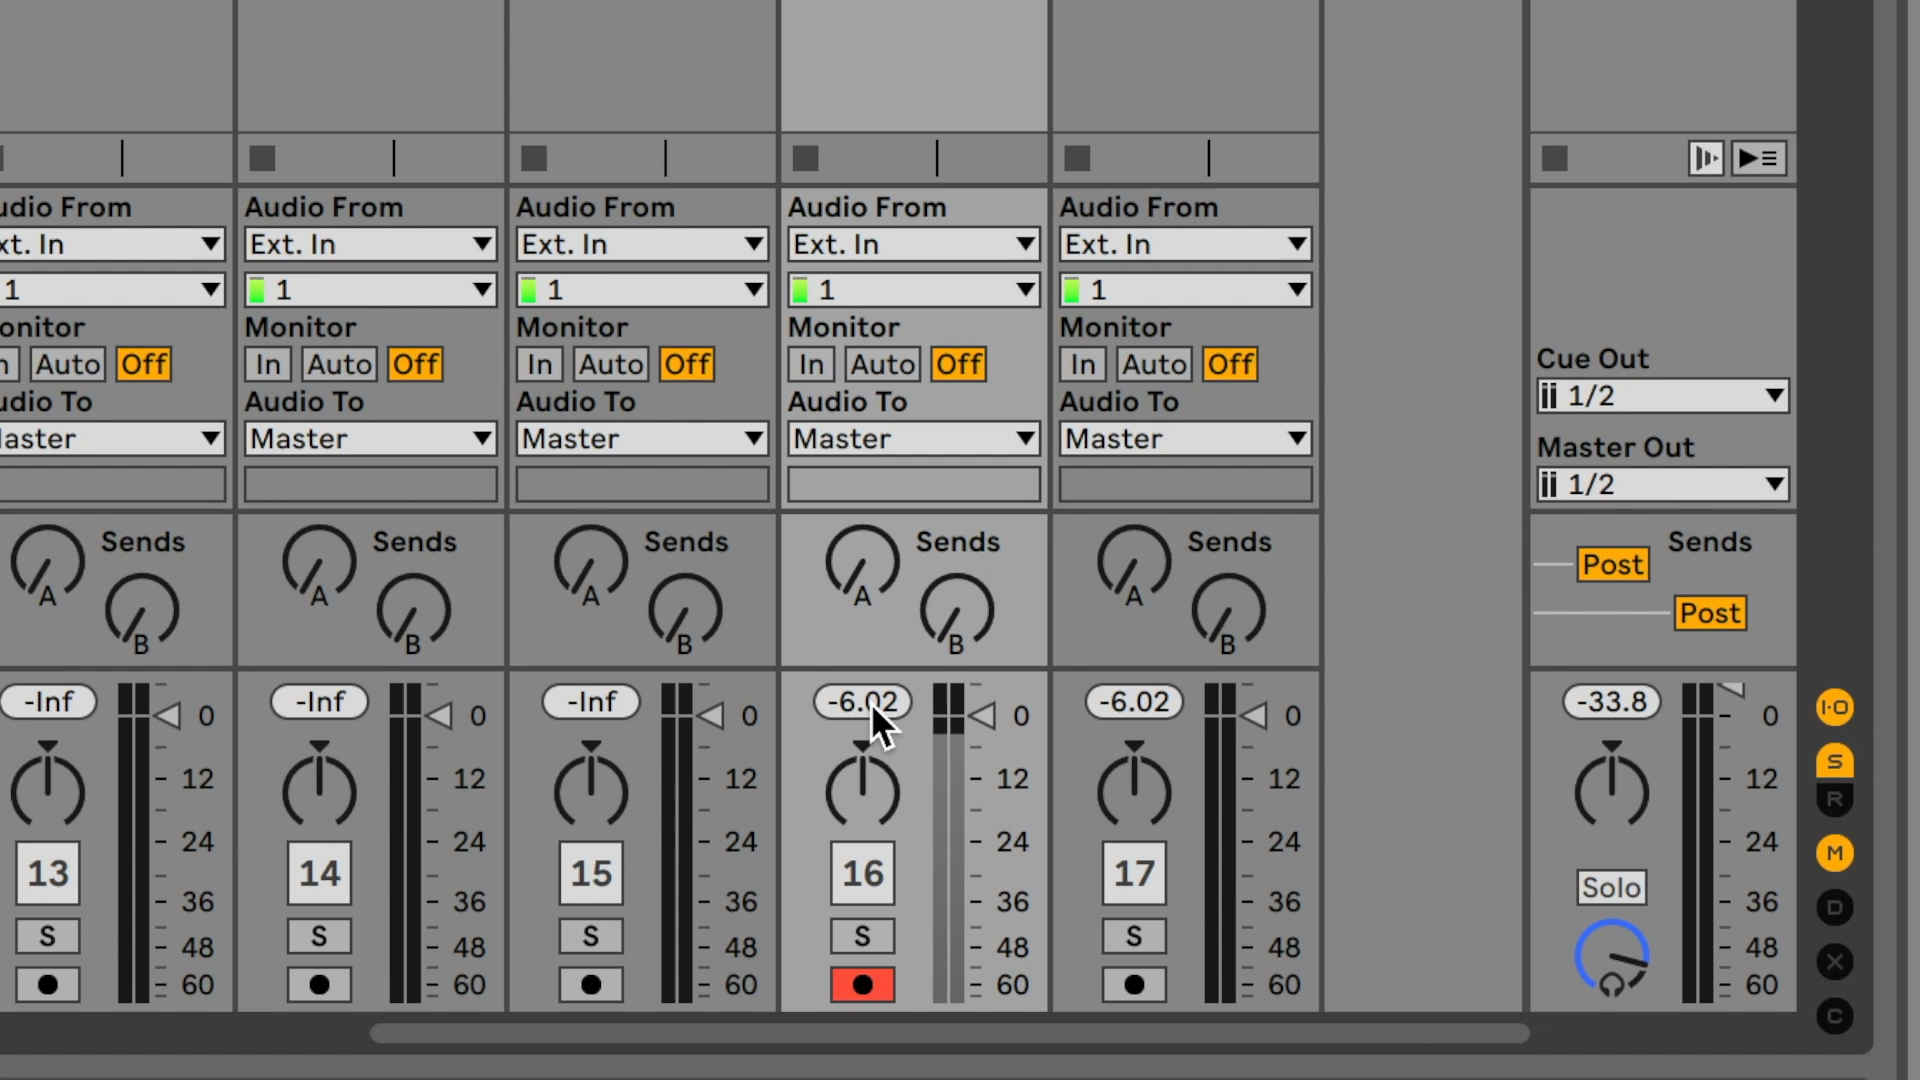 udio From Audio From Audio From Audio From Audio From
xt. In Ext. In Ext. In Ext. In Ext. In
1 1 1 1 1
onitor Monitor Monitor Monitor Monitor
n Auto Off In Auto Off In Auto Off In Auto Off In Auto Off
Cue Out
1/2
udio To Audio To Audio To Audio To Audio To
Master Master Master Master Master
Master Out
1/2
Sends Sends Sends Sends Sends Sends
Post
A A A A A
Post
B B B B B
-Inf -Inf -Inf -6.02 -6.02 -33.8
0 0 0 0 0 0
I·O
S
12 12 12 12 12 12
R
24 24 24 24 24 24
M
13 14 15 16 17 Solo
36 36 36 36 36 36
D
S S S S S
48 48 48 48 48 48
X
60 60 60 60 60 60
C